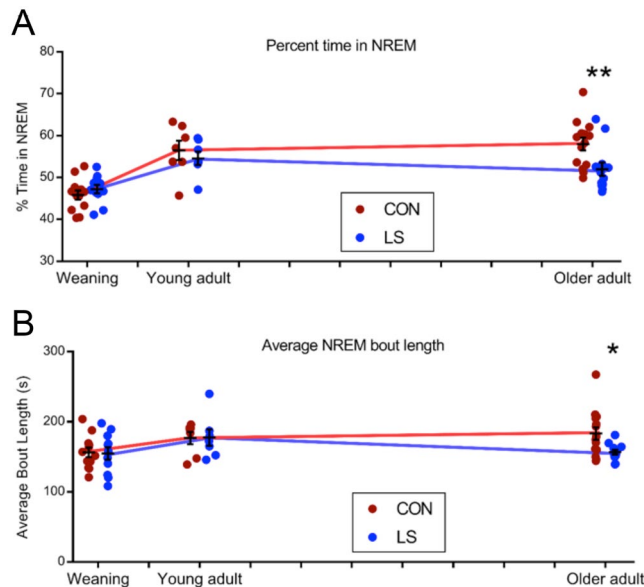 A
Percent time in NREM
% Time in NREM
80
**
70
60
50
40
30
CON
LS
Weaning
Young adult
Older adult
B
Average NREM bout length
Average Bout Length (s)
300
*
200
100
0
CON
LS
Weaning
Young adult
Older adult